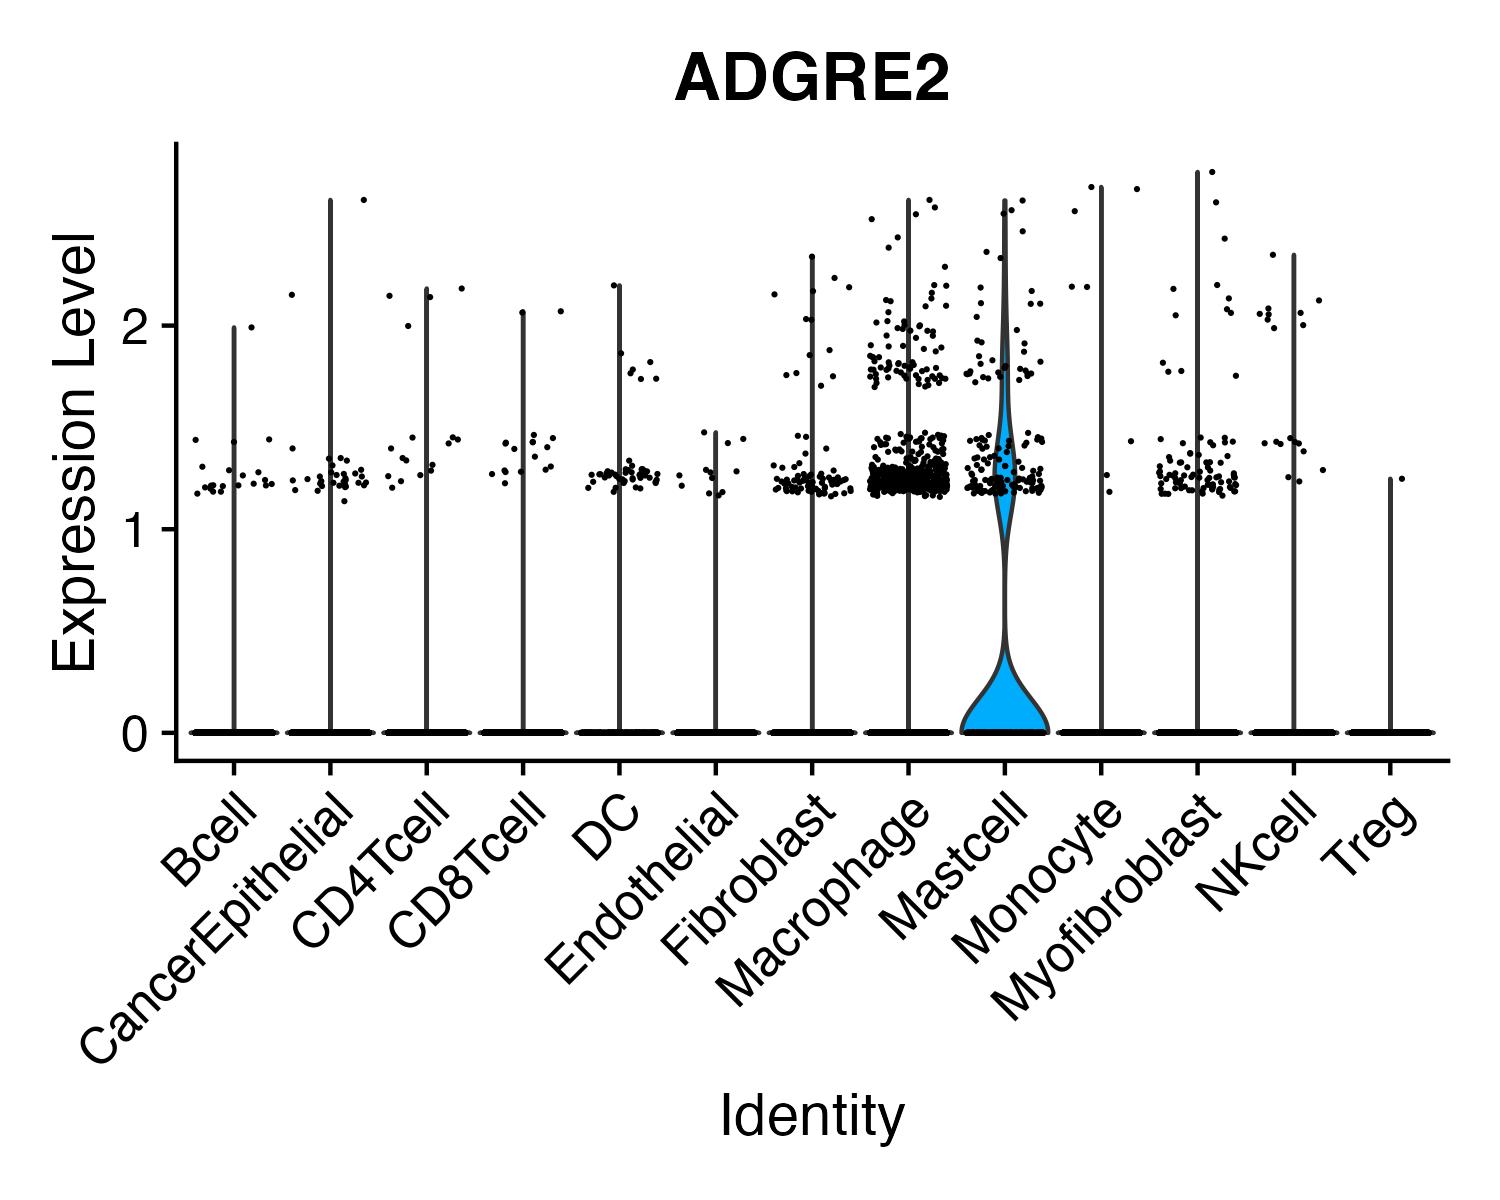 ADGRE2
Expression Level
2
1
0
Bcell
CancerEpithelial
CD4Tcell
CD8Tcell
DC
Endothelial
Fibroblast
Macrophage
Mastcell
Monocyte
Myofibroblast
NKcell
Treg
Identity